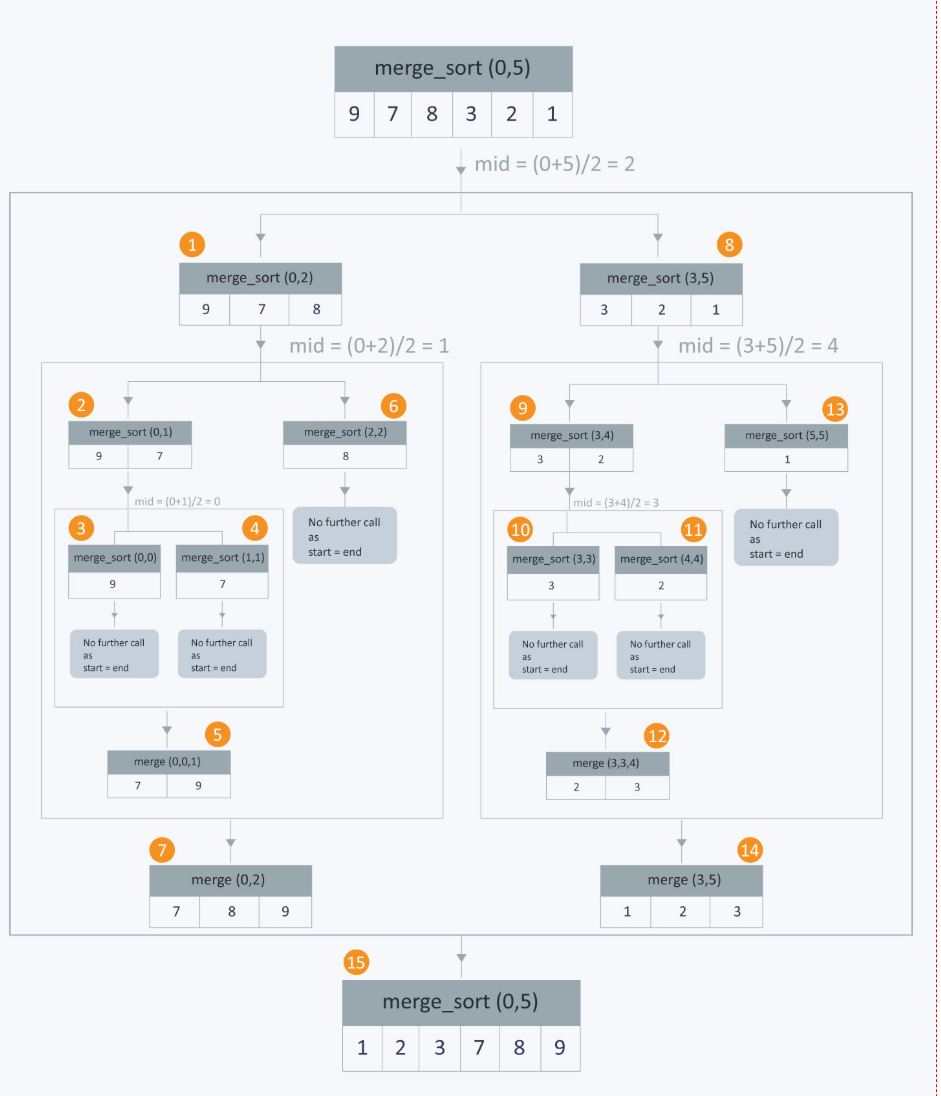 merge_sort (0,5)
9 7 8 3 2 1
mid = (0+5)/2 = 2
1
merge_sort (0,2)
9 7 8
mid = (0+2)/2 = 1
2
merge_sort (0,1)
9 7
mid = (0+1)/2 = 0
3
merge_sort (0,0)
9
No further call
as
start = end
4
merge_sort (1,1)
7
No further call
as
start = end
5
merge (0,0,1)
7 9
6
merge_sort (2,2)
8
No further call
as
start = end
7
merge (0,2)
7 8 9
8
merge_sort (3,5)
3 2 1
mid = (3+5)/2 = 4
9
merge_sort (3,4)
3 2
mid = (3+4)/2 = 3
10
merge_sort (3,3)
3
No further call
as
start = end
11
merge_sort (4,4)
2
No further call
as
start = end
12
merge (3,3,4)
2 3
13
merge_sort (5,5)
1
No further call
as
start = end
14
merge (3,5)
1 2 3
15
merge_sort (0,5)
1 2 3 7 8 9